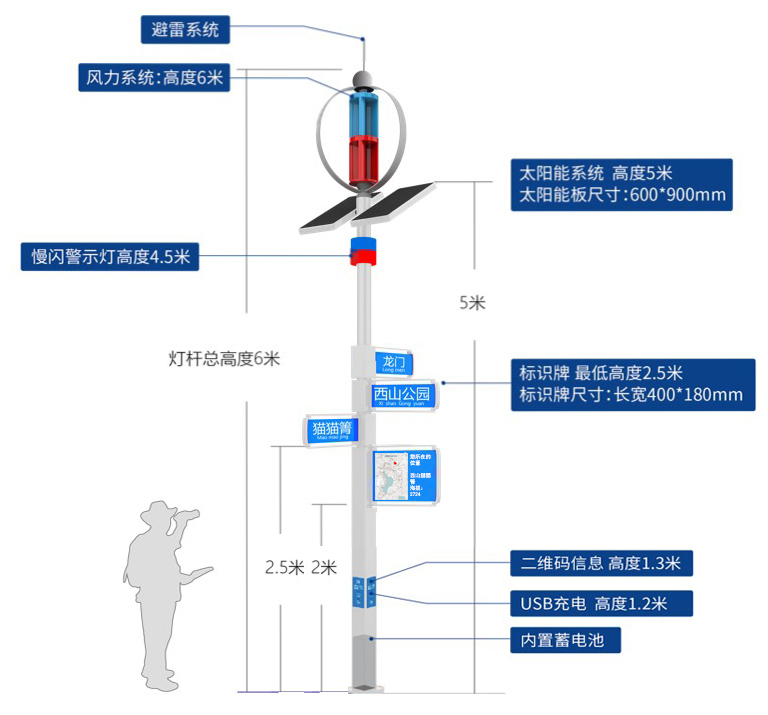 避雷系统
风力系统：高度6米
太阳能系统 高度5米
太阳能板尺寸：600*900mm
慢闪警示灯高度4.5米
5米
灯杆总高度6米
龙门
Long men
西山公园
Xi shan Gong yuan
标识牌 最低高度2.5米
标识牌尺寸：长宽400*180mm
猫猫箐
Mao mao jing
您所在的
位置
西山猫猫
箐
海拔：
2724
2.5米
2米
二维码信息 高度1.3米
USB充电 高度1.2米
内置蓄电池